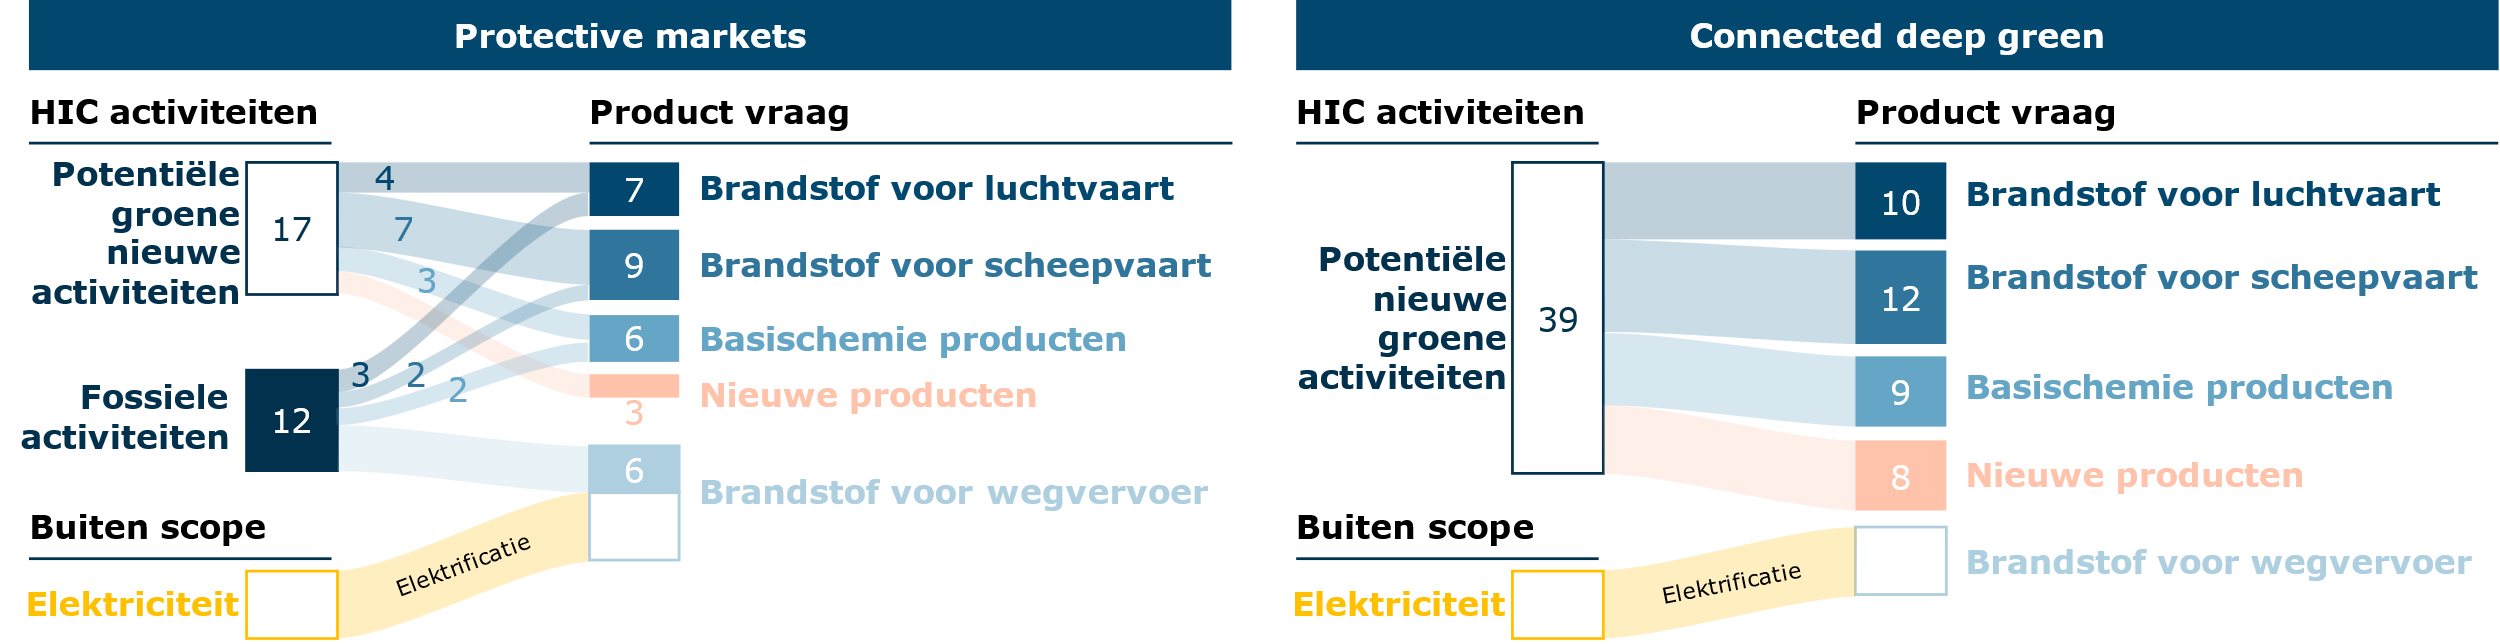 Protective markets
HIC activiteiten
Product vraag
Potentiële
groene
nieuwe
activiteiten
17
4
7
3
7
Brandstof voor luchtvaart
9
Brandstof voor scheepvaart
6
Basischemie producten
Nieuwe producten
3
Fossiele
activiteiten
12
3
2
2
6
Brandstof voor wegvervoer
Buiten scope
Elektriciteit
Elektrificatie
Connected deep green
HIC activiteiten
Product vraag
Potentiële
nieuwe
groene
activiteiten
39
10
Brandstof voor luchtvaart
12
Brandstof voor scheepvaart
9
Basischemie producten
8
Nieuwe producten
Brandstof voor wegvervoer
Buiten scope
Elektriciteit
Elektrificatie